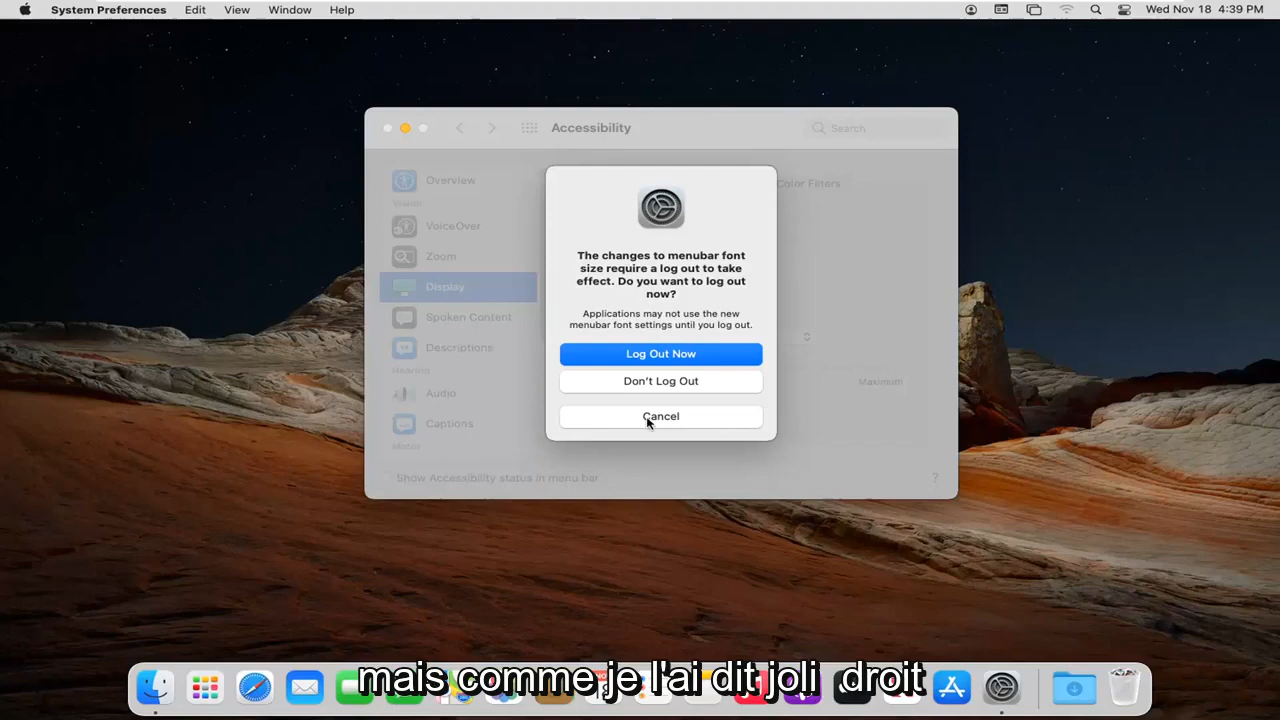 System Preferences Edit View Window Help Wed Nov 18 4:39 PM
Accessibility Search
Overview
Vision
VoiceOver
Zoom
Display
Spoken Content
Descriptions
Hearing
Audio
Captions
Motor
Show Accessibility status in menu bar ?
Color Filters
Maximum
The changes to menubar font
size require a log out to take
effect. Do you want to log out
now?
Applications may not use the new
menubar font settings until you log out.
Log Out Now
Don't Log Out
Cancel
mais comme je l'ai dit joli droit